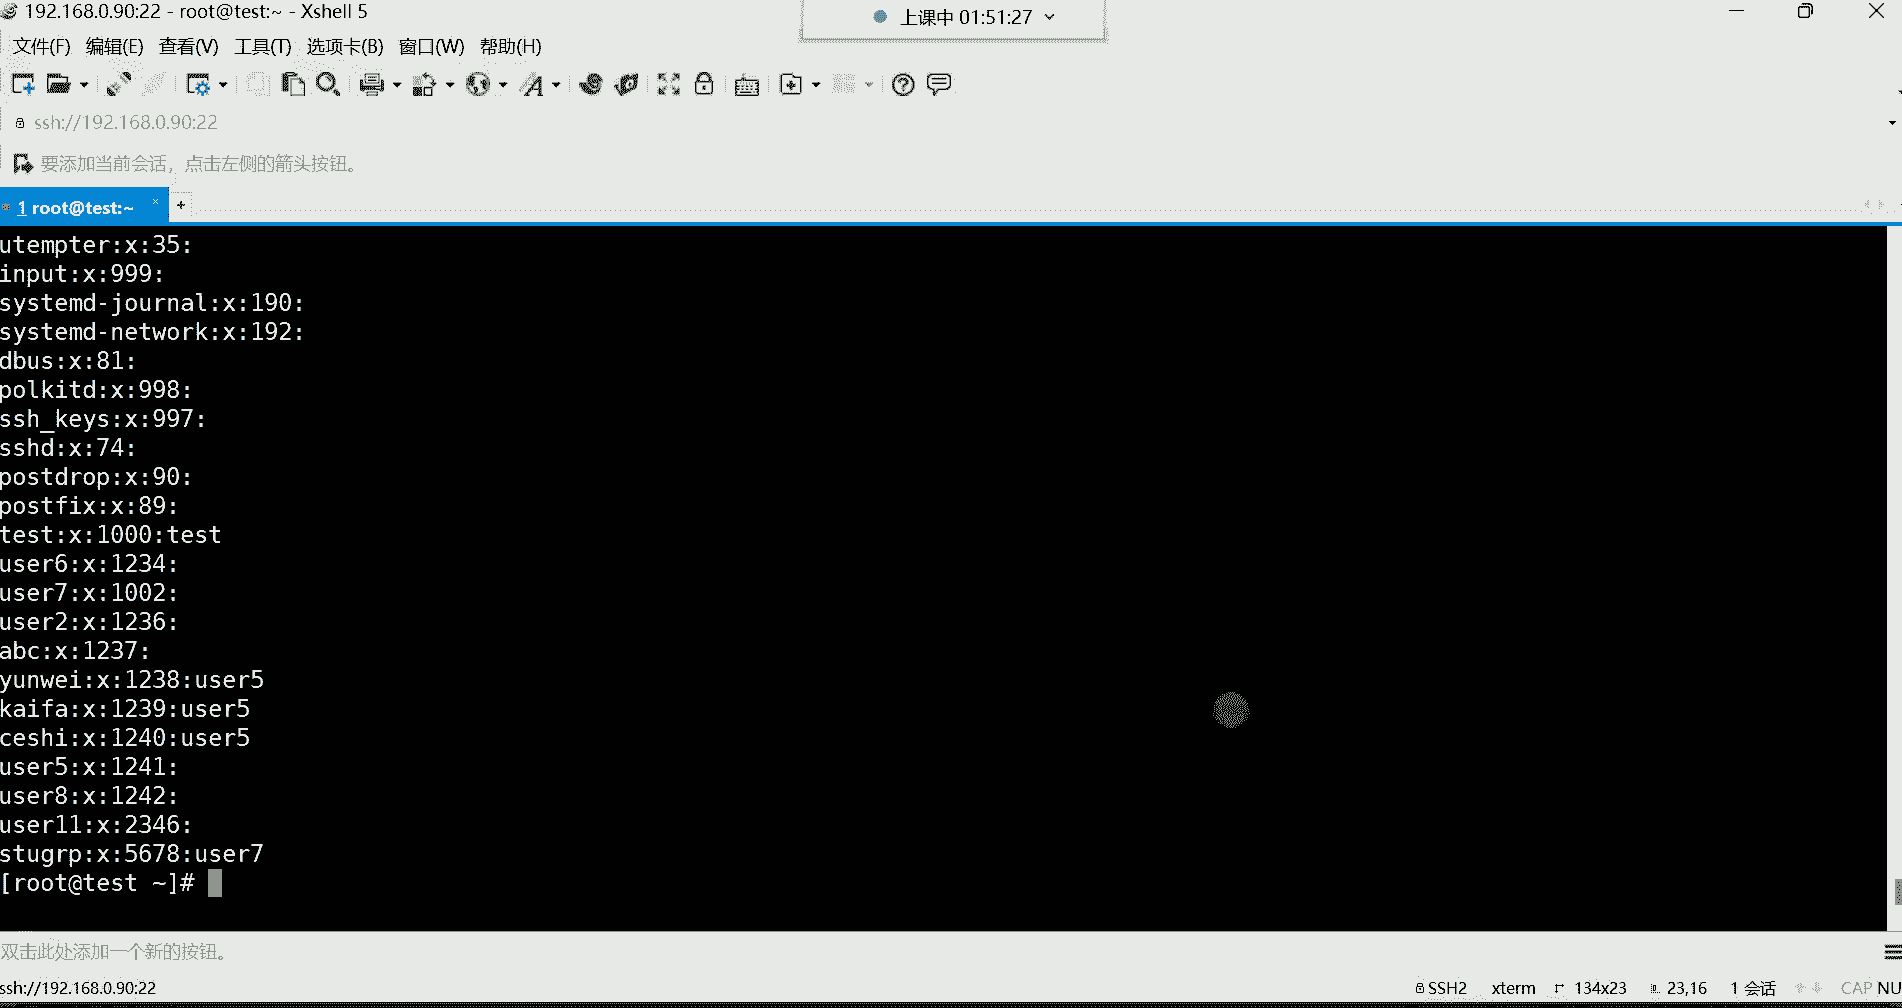 192.168.0.90:22 - root@test:~ - Xshell 5
上课中 01:51:27
文件(F) 编辑(E) 查看(V) 工具(T) 选项卡(B) 窗口(W) 帮助(H)
ssh://192.168.0.90:22
要添加当前会话，点击左侧的箭头按钮。
1 root@test:~ × +
utempter:x:35:
input:x:999:
systemd-journal:x:190:
systemd-network:x:192:
dbus:x:81:
polkitd:x:998:
ssh_keys:x:997:
sshd:x:74:
postdrop:x:90:
postfix:x:89:
test:x:1000:test
user6:x:1234:
user7:x:1002:
user2:x:1236:
abc:x:1237:
yunwei:x:1238:user5
kaifa:x:1239:user5
ceshi:x:1240:user5
user5:x:1241:
user8:x:1242:
user11:x:2346:
stugrp:x:5678:user7
[root@test ~]#
双击此处添加一个新的按钮。
ssh://192.168.0.90:22 SSH2 xterm 134x23 23,16 1 会话 CAP NU